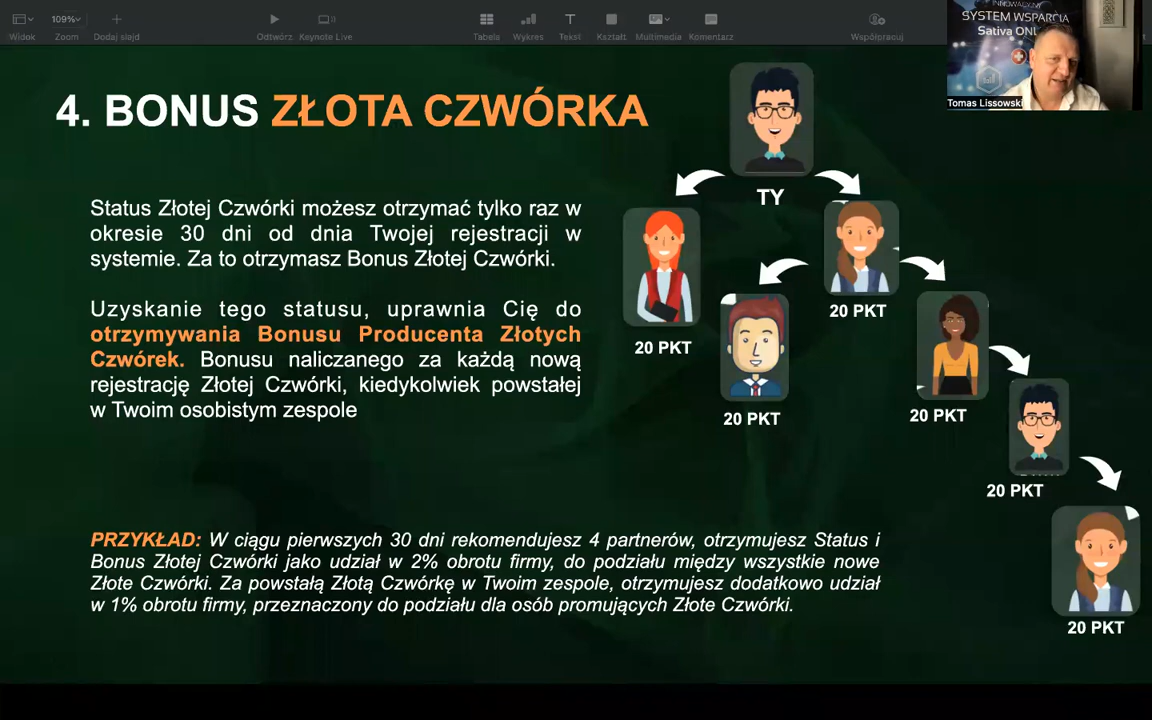 109%
Widok
Zoom
Dodaj slajd
Odtwórz
Keynote Live
Tabela
Wykres
Tekst
Kształt
Multimedia
Komentarz
Współpracuj
INNOWACYJNY
SYSTEM WSPARCIA
Sativa
Tomas Lissowski
4. BONUS ZŁOTA CZWÓRKA
TY
Status Złotej Czwórki możesz otrzymać tylko raz w
okresie 30 dni od dnia Twojej rejestracji w
systemie. Za to otrzymasz Bonus Złotej Czwórki.
Uzyskanie tego statusu, uprawnia Cię do
otrzymywania Bonusu Producenta Złotych
Czwórek. Bonusu naliczanego za każdą nową
rejestrację Złotej Czwórki, kiedykolwiek powstałej
w Twoim osobistym zespole
20 PKT
20 PKT
20 PKT
20 PKT
20 PKT
20 PKT
PRZYKŁAD: W ciągu pierwszych 30 dni rekomendujesz 4 partnerów, otrzymujesz Status i
Bonus Złotej Czwórki jako udział w 2% obrotu firmy, do podziału między wszystkie nowe
Złote Czwórki. Za powstałą Złotą Czwórkę w Twoim zespole, otrzymujesz dodatkowo udział
w 1% obrotu firmy, przeznaczony do podziału dla osób promujących Złote Czwórki.